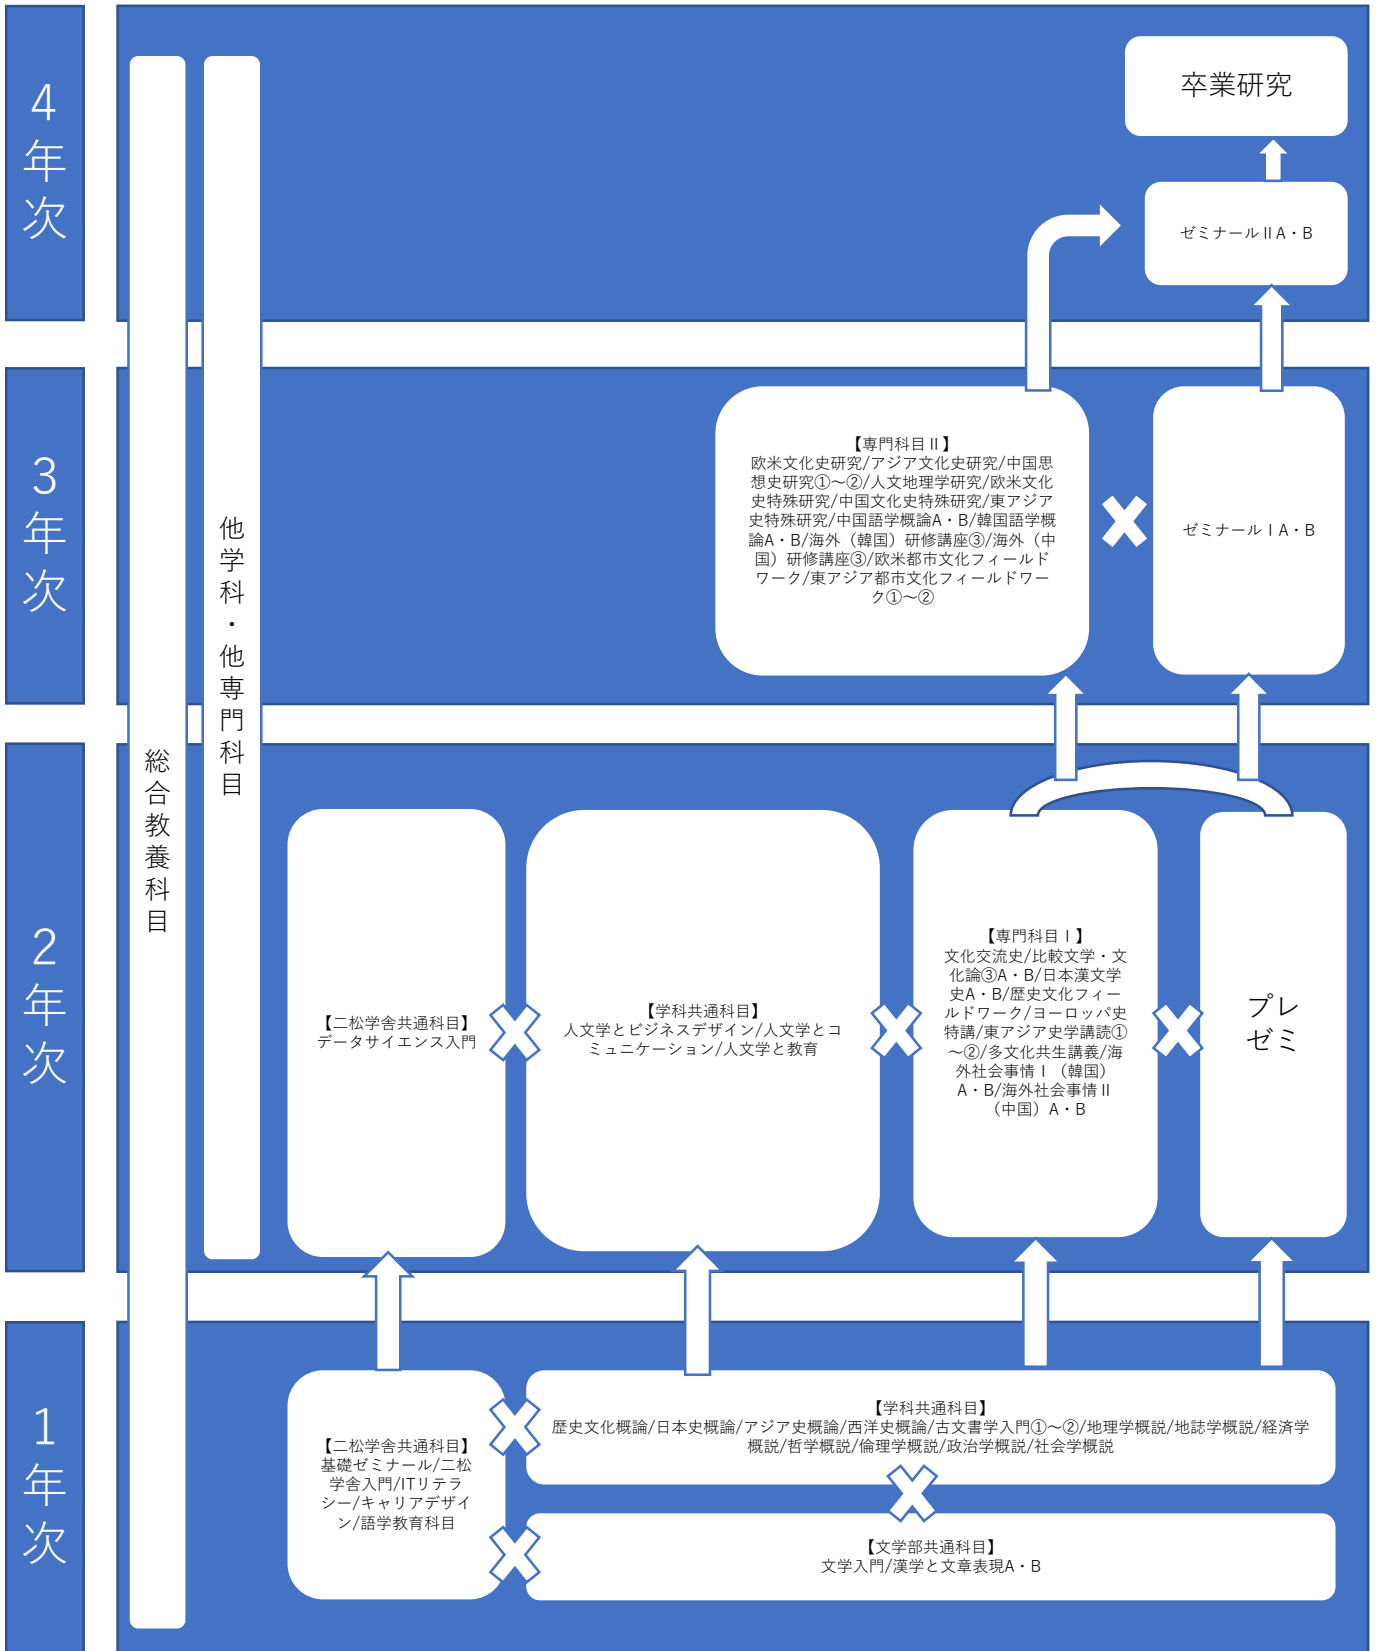 4年次
卒業研究
ゼミナールⅡA・B
3年次
【専門科目Ⅱ】
欧米文化史研究/アジア文化史研究/中国思
想史研究①～②/人文地理学研究/欧米文化
史特殊研究/中国文化史特殊研究/東アジア
史特殊研究/中国語学概論A・B/韓国語学概
論A・B/海外（韓国）研修講座③/海外（中
国）研修講座③/欧米都市文化フィールド
ワーク/東アジア都市文化フィールドワー
ク①～②
ゼミナールⅠA・B
他学科・他専門科目
総合教養科目
2年次
【二松学舎共通科目】
データサイエンス入門
【学科共通科目】
人文学とビジネスデザイン/人文学とコ
ミュニケーション/人文学と教育
【専門科目Ⅰ】
文化交流史/比較文学・文
化論③A・B/日本漢文学
史A・B/歴史文化フィー
ルドワーク/ヨーロッパ史
特講/東アジア史学講読①
～②/多文化共生講義/海
外社会事情Ⅰ（韓国）
A・B/海外社会事情Ⅱ
（中国）A・B
プレ
ゼミ
1年次
【二松学舎共通科目】
基礎ゼミナール/二松
学舎入門/ITリテラ
シー/キャリアデザイ
ン/語学教育科目
【学科共通科目】
歴史文化概論/日本史概論/アジア史概論/西洋史概論/古文書学入門①～②/地理学概説/地誌学概説/経済学
概説/哲学概説/倫理学概説/政治学概説/社会学概説
【文学部共通科目】
文学入門/漢学と文章表現A・B